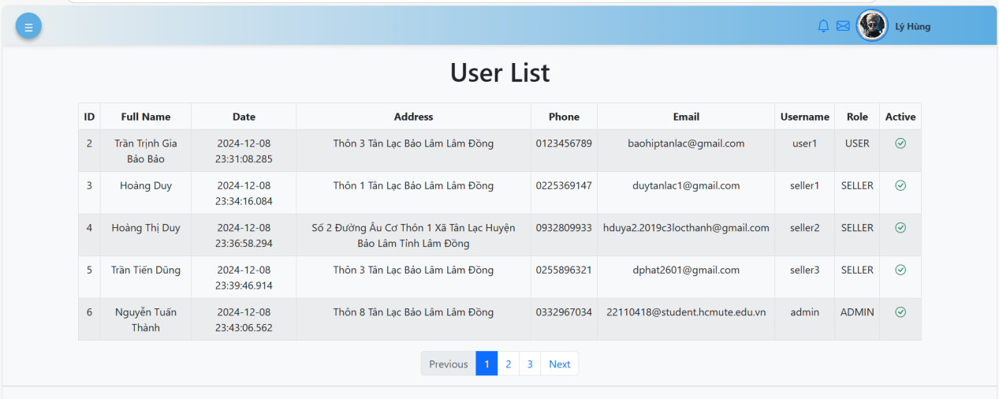 Lý Hùng
User List
ID Full Name Date Address Phone Email Username Role Active
2 Trần Trịnh Gia 2024-12-08 Thôn 3 Tân Lạc Bảo Lâm Lâm Đồng 0123456789 baohiptanlac@gmail.com user1 USER
Bảo Bảo 23:31:08.285
3 Hoàng Duy 2024-12-08 Thôn 1 Tân Lạc Bảo Lâm Lâm Đồng 0225369147 duytanlac1@gmail.com seller1 SELLER
23:34:16.084
4 Hoàng Thị Duy 2024-12-08 Số 2 Đường Âu Cơ Thôn 1 Xã Tân Lạc Huyện 0932809933 hduya2.2019c3locthanh@gmail.com seller2 SELLER
23:36:58.294 Bảo Lâm Tỉnh Lâm Đồng
5 Trần Tiến Dũng 2024-12-08 Thôn 3 Tân Lạc Bảo Lâm Lâm Đồng 0255896321 dphat2601@gmail.com seller3 SELLER
23:39:46.914
6 Nguyễn Tuấn 2024-12-08 Thôn 8 Tân Lạc Bảo Lâm Lâm Đồng 0332967034 22110418@student.hcmute.edu.vn admin ADMIN
Thành 23:43:06.562
Previous 1 2 3 Next